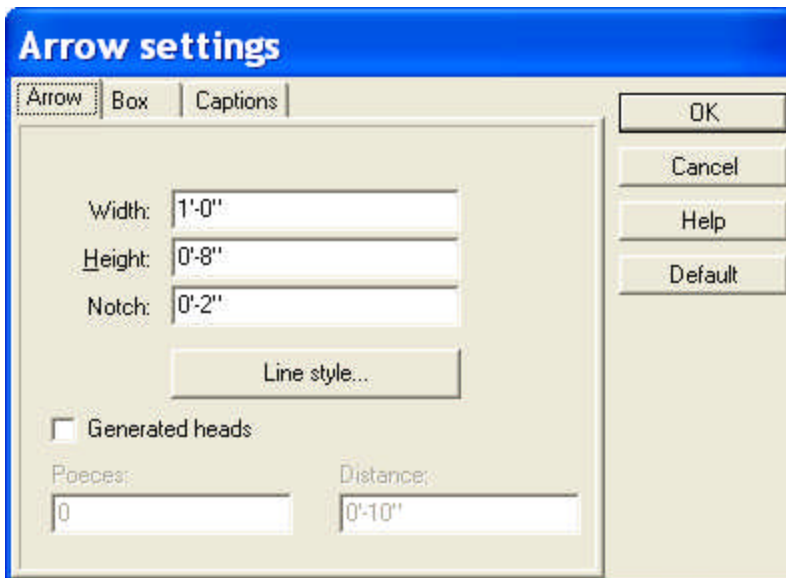 Arrow settings
Arrow Box Captions
OK
Cancel
Help
Default
Width: 1'-0"
Height: 0'-8"
Notch: 0'-2"
Line style...
Generated heads
Poeces: Distance:
0 0'-10"